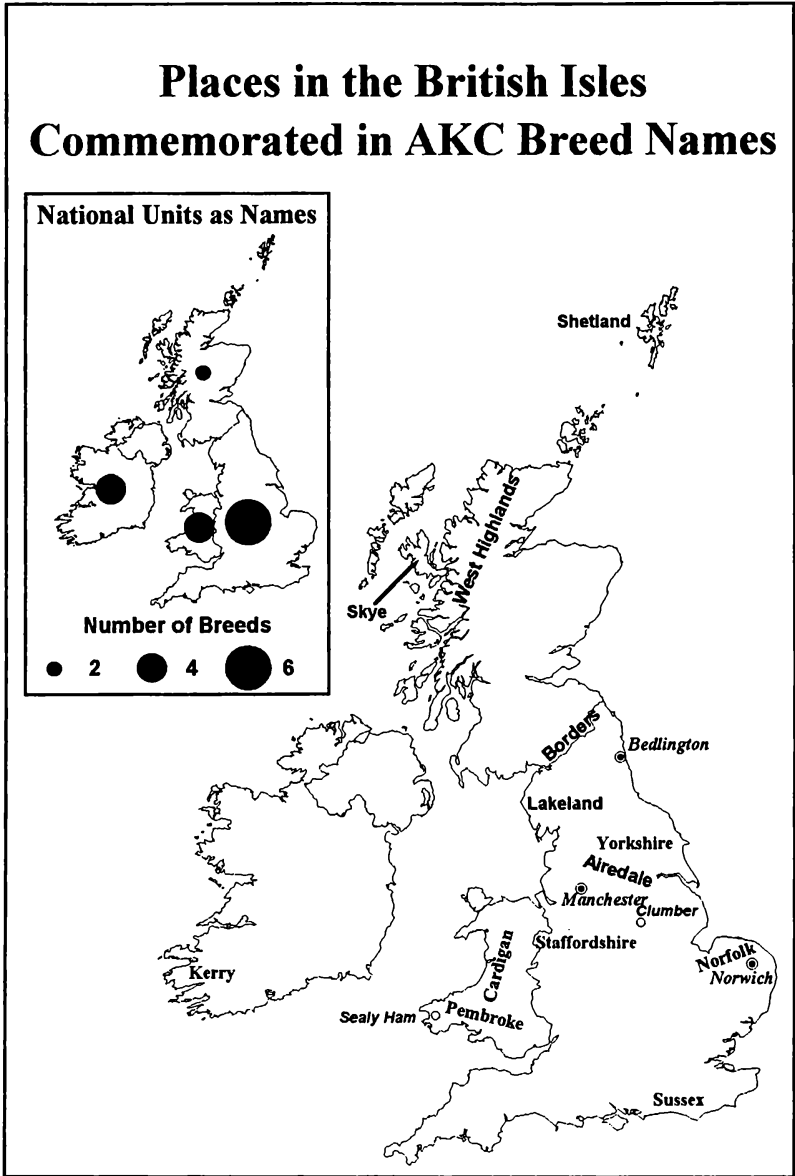 Places in the British Isles
Commemorated in AKC Breed Names
National Units as Names
Number of Breeds
2 4 6
Shetland
West Highlands
Skye
Borders
Bedlington
Lakeland
Yorkshire
Airedale
Manchester
Clumber
Staffordshire
Norfolk
Norwich
Kerry
Cardigan
Sealy Ham
Pembroke
Sussex